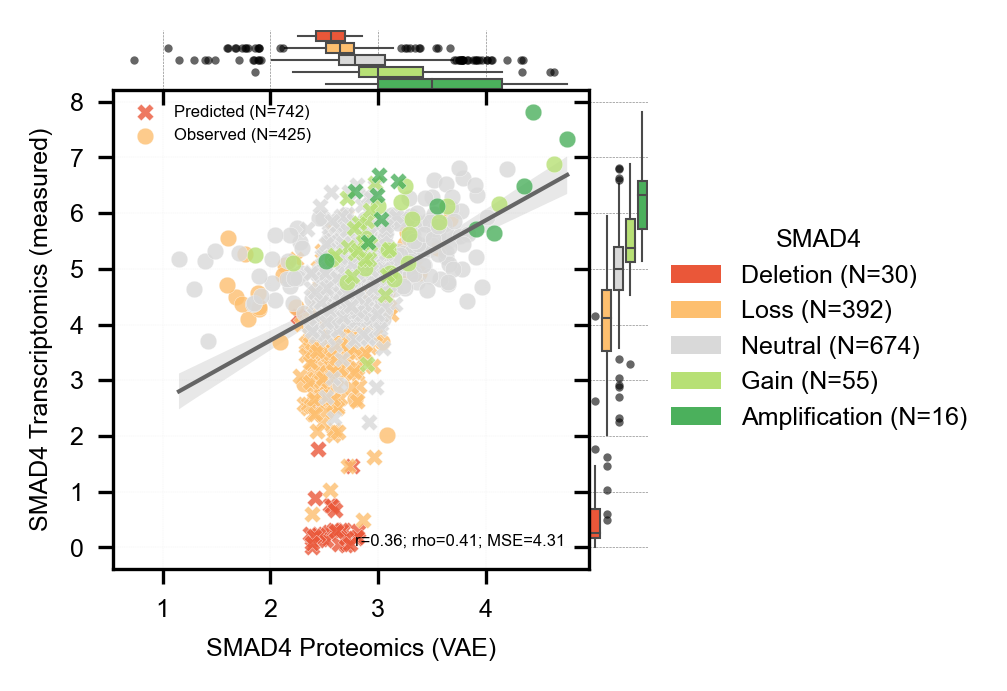 Predicted (N=742)
Observed (N=425)
8
7
6
5
4
3
2
1
0
SMAD4 Transcriptomics (measured)
r=0.36; rho=0.41; MSE=4.31
1
2
3
4
SMAD4 Proteomics (VAE)
SMAD4
Deletion (N=30)
Loss (N=392)
Neutral (N=674)
Gain (N=55)
Amplification (N=16)